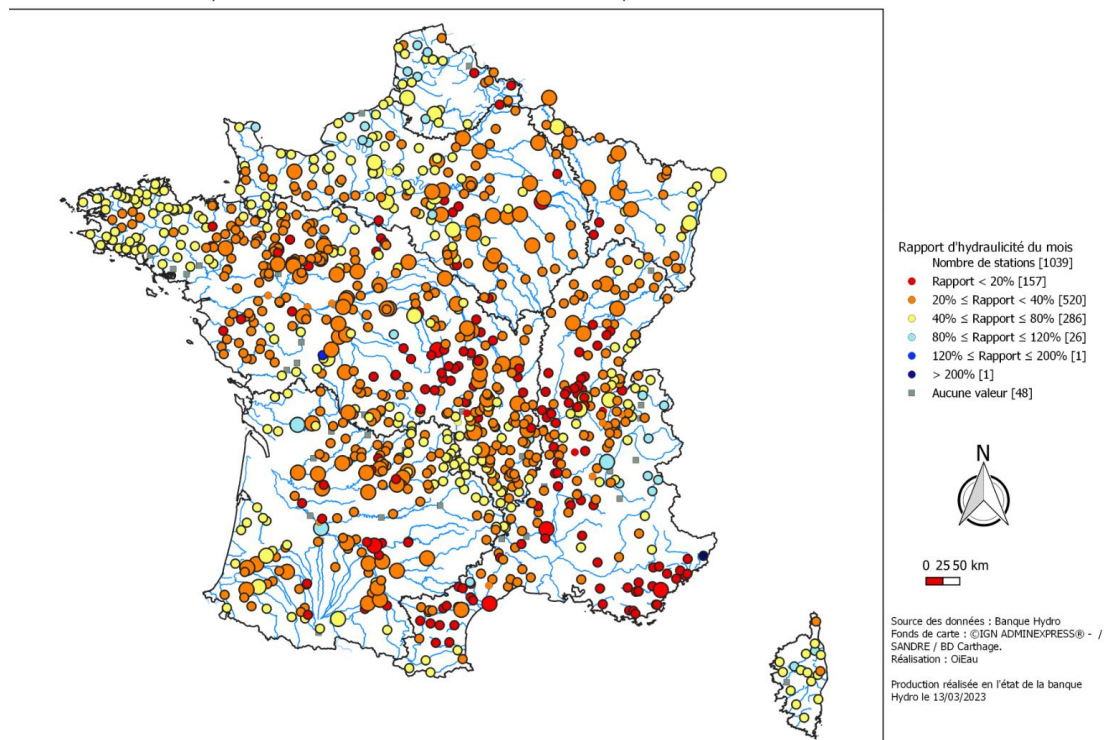 Rapport d'hydraulicité du mois
Nombre de stations [1039]
Rapport < 20% [157]
20% ≤ Rapport < 40% [520]
40% ≤ Rapport ≤ 80% [286]
80% ≤ Rapport ≤ 120% [26]
120% ≤ Rapport ≤ 200% [1]
> 200% [1]
Aucune valeur [48]
N
0 25 50 km
Source des données : Banque Hydro
Fonds de carte : ©IGN ADMINEXPRESS® - /
SANDRE / BD Carthage.
Réalisation : OiEau
Production réalisée en l'état de la banque
Hydro le 13/03/2023